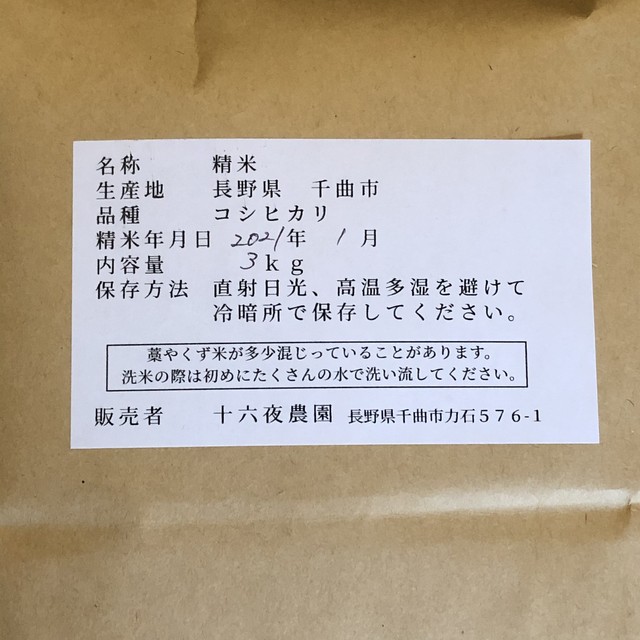 名称 精米
生産地 長野県 千曲市
品種 コシヒカリ
精米年月日 2021年 1月
内容量 3kg
保存方法 直射日光、高温多湿を避けて
冷暗所で保存してください。
藁やくず米が多少混じっていることがあります。
洗米の際は初めにたくさんの水で洗い流してください。
販売者 十六夜農園 長野県千曲市力石576-1